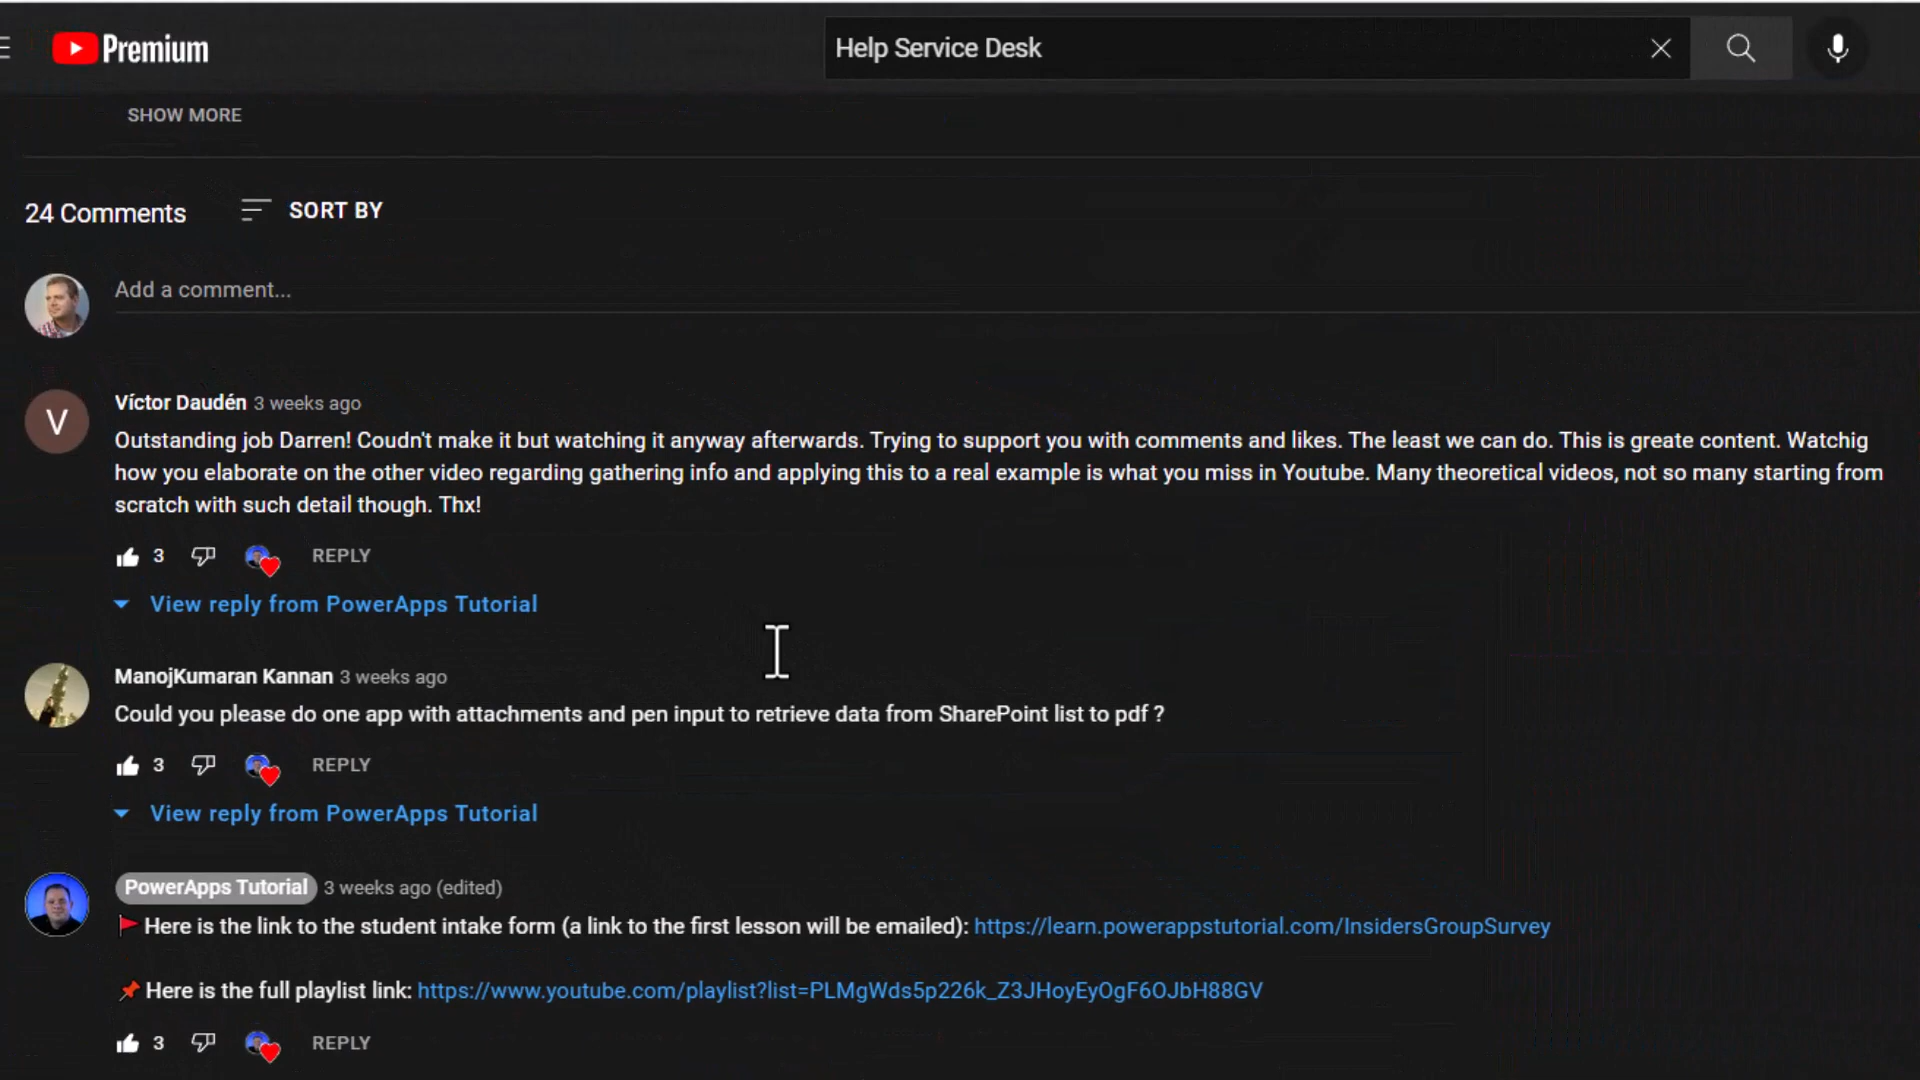 Premium
Help Service Desk
SHOW MORE
24 Comments
SORT BY
Add a comment...
V
Víctor Daudén 3 weeks ago
Outstanding job Darren! Coudn't make it but watching it anyway afterwards. Trying to support you with comments and likes. The least we can do. This is greate content. Watchig
how you elaborate on the other video regarding gathering info and applying this to a real example is what you miss in Youtube. Many theoretical videos, not so many starting from
scratch with such detail though. Thx!
3 REPLY
View reply from PowerApps Tutorial
ManojKumaran Kannan 3 weeks ago
Could you please do one app with attachments and pen input to retrieve data from SharePoint list to pdf ?
3 REPLY
View reply from PowerApps Tutorial
PowerApps Tutorial 3 weeks ago (edited)
Here is the link to the student intake form (a link to the first lesson will be emailed): https://learn.powerappstutorial.com/InsidersGroupSurvey
Here is the full playlist link: https://www.youtube.com/playlist?list=PLMgWds5p226k_Z3JHoyEyOgF6OJbH88GV
3 REPLY